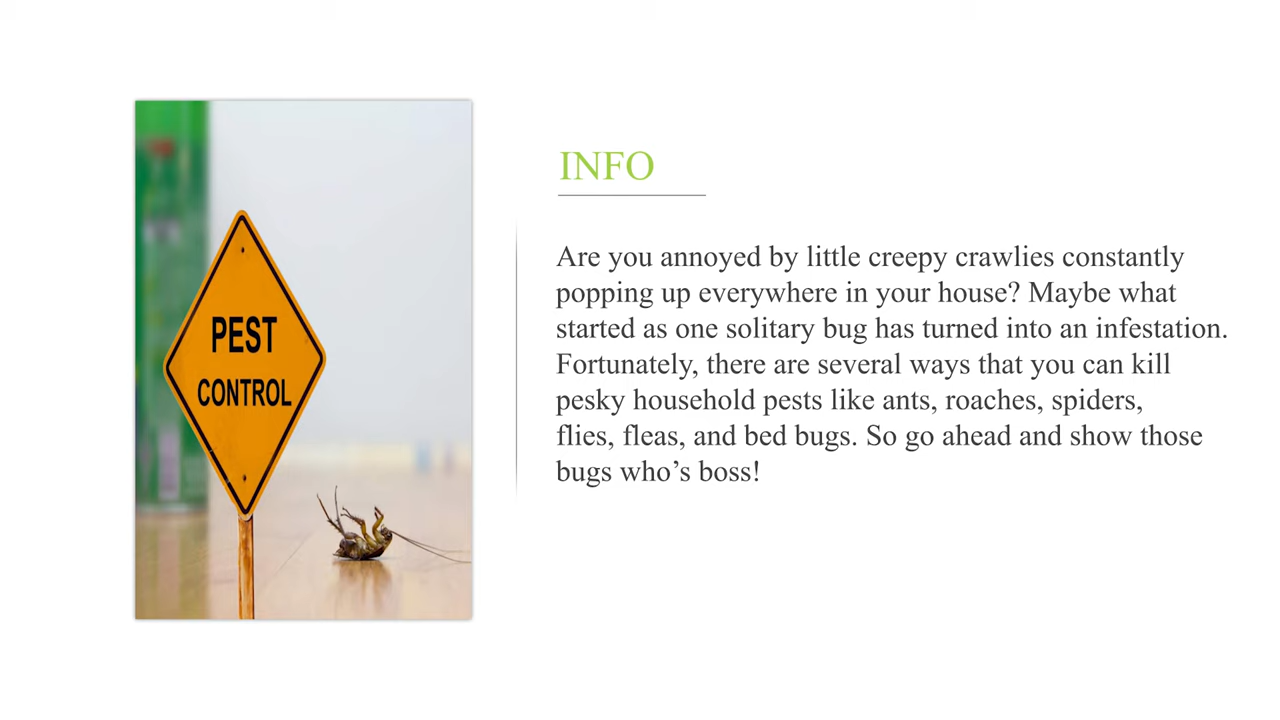 PEST
CONTROL
INFO
Are you annoyed by little creepy crawlies constantly
popping up everywhere in your house? Maybe what
started as one solitary bug has turned into an infestation.
Fortunately, there are several ways that you can kill
pesky household pests like ants, roaches, spiders,
flies, fleas, and bed bugs. So go ahead and show those
bugs who’s boss!